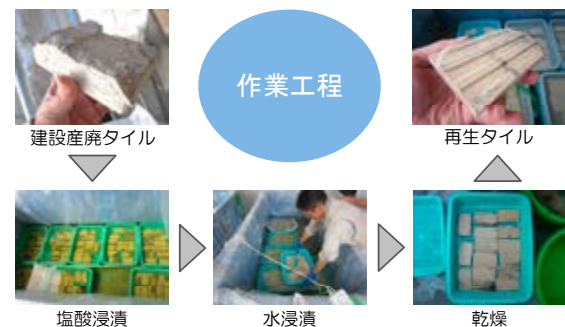 作業工程
建設産廃タイル
再生タイル
塩酸浸漬
水浸漬
乾燥